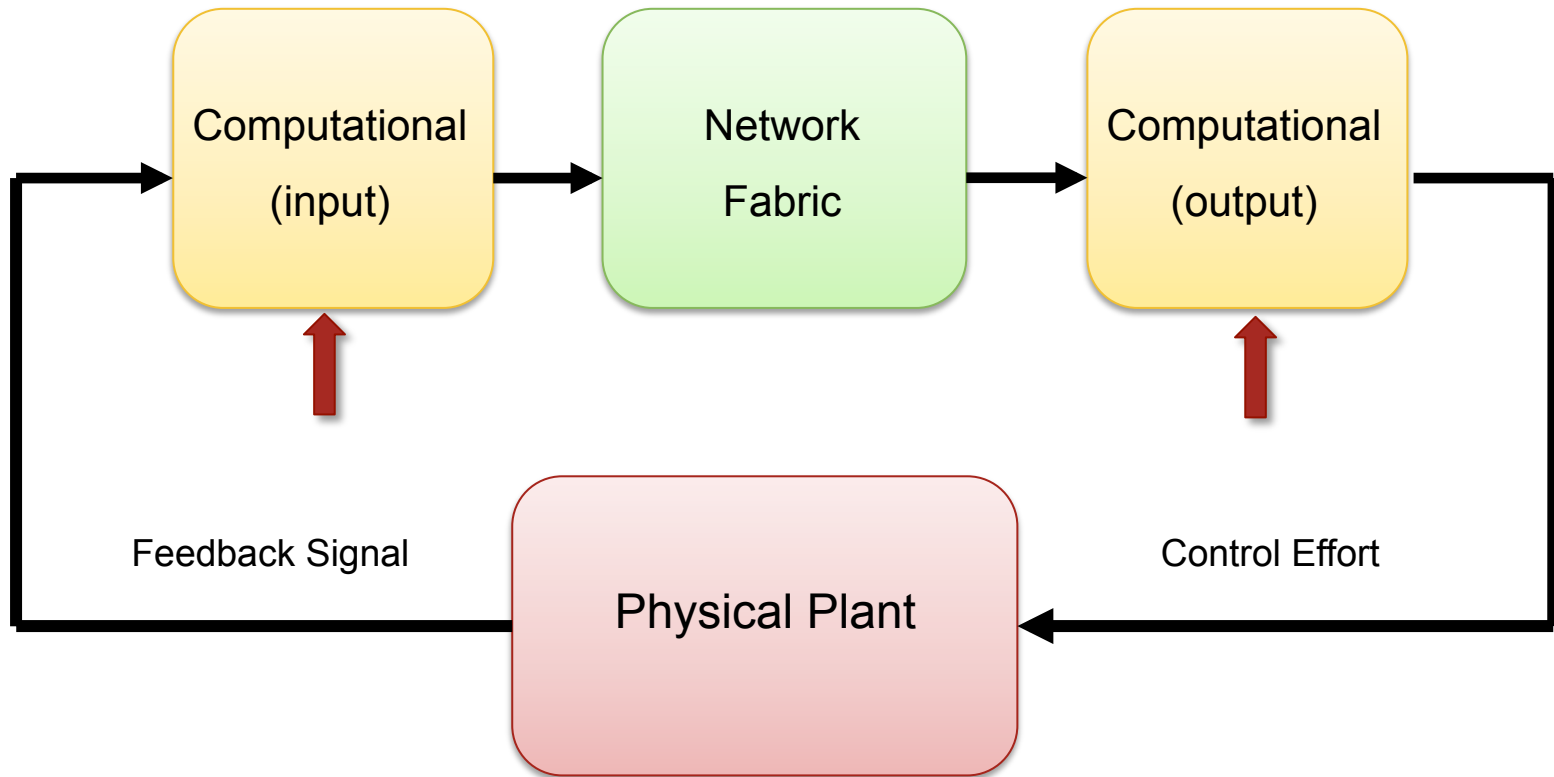 Computational
(input)
Network
Fabric
Computational
(output)
Feedback Signal
Physical Plant
Control Effort